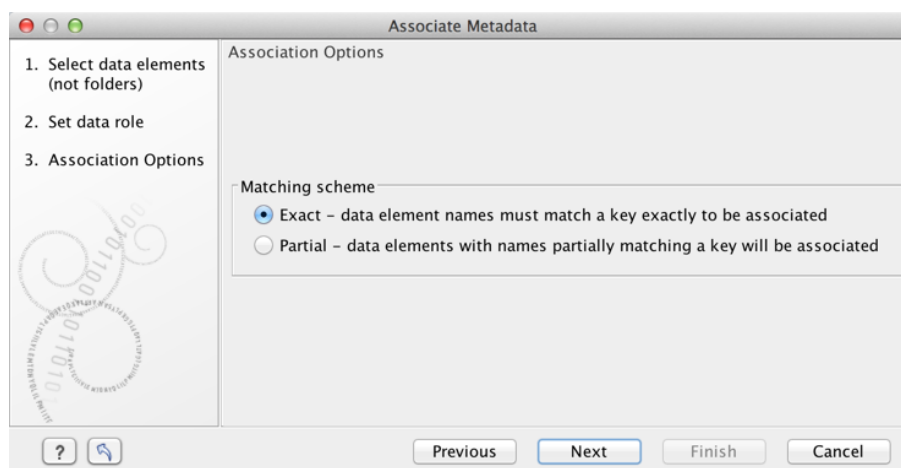 Associate Metadata
1. Select data elements
(not folders)
2. Set data role
3. Association Options
Association Options
Matching scheme
Exact – data element names must match a key exactly to be associated
Partial – data elements with names partially matching a key will be associated
?
Previous
Next
Finish
Cancel